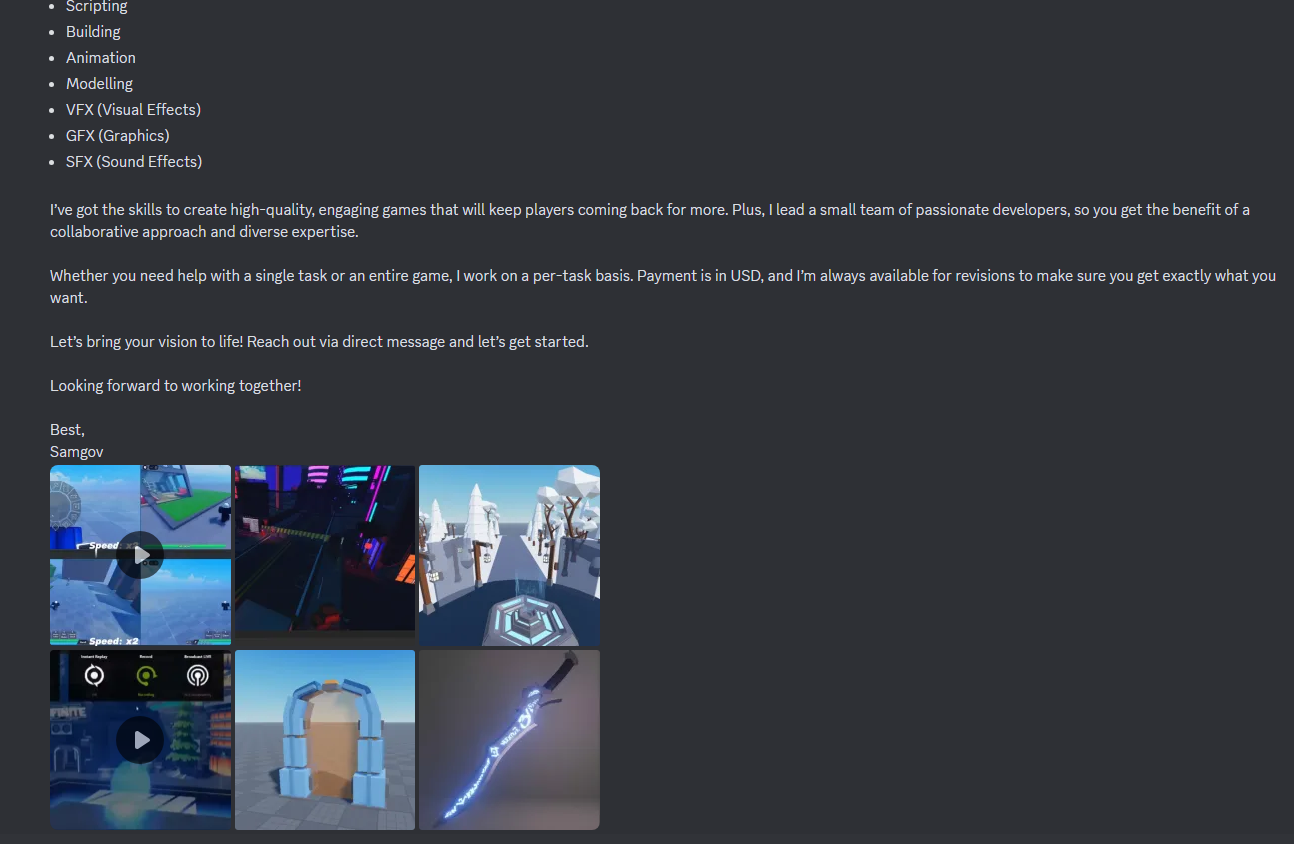 Scripting
Building
Animation
Modelling
VFX (Visual Effects)
GFX (Graphics)
SFX (Sound Effects)
I've got the skills to create high-quality, engaging games that will keep players coming back for more. Plus, I lead a small team of passionate developers, so you get the benefit of a
collaborative approach and diverse expertise.
Whether you need help with a single task or an entire game, I work on a per-task basis. Payment is in USD, and I'm always available for revisions to make sure you get exactly what you
want.
Let's bring your vision to life! Reach out via direct message and let's get started.
Looking forward to working together!
Best,
Samgov
Speed: x2
Speed: x2
Instant Replay
Record
Broadcast LIVE